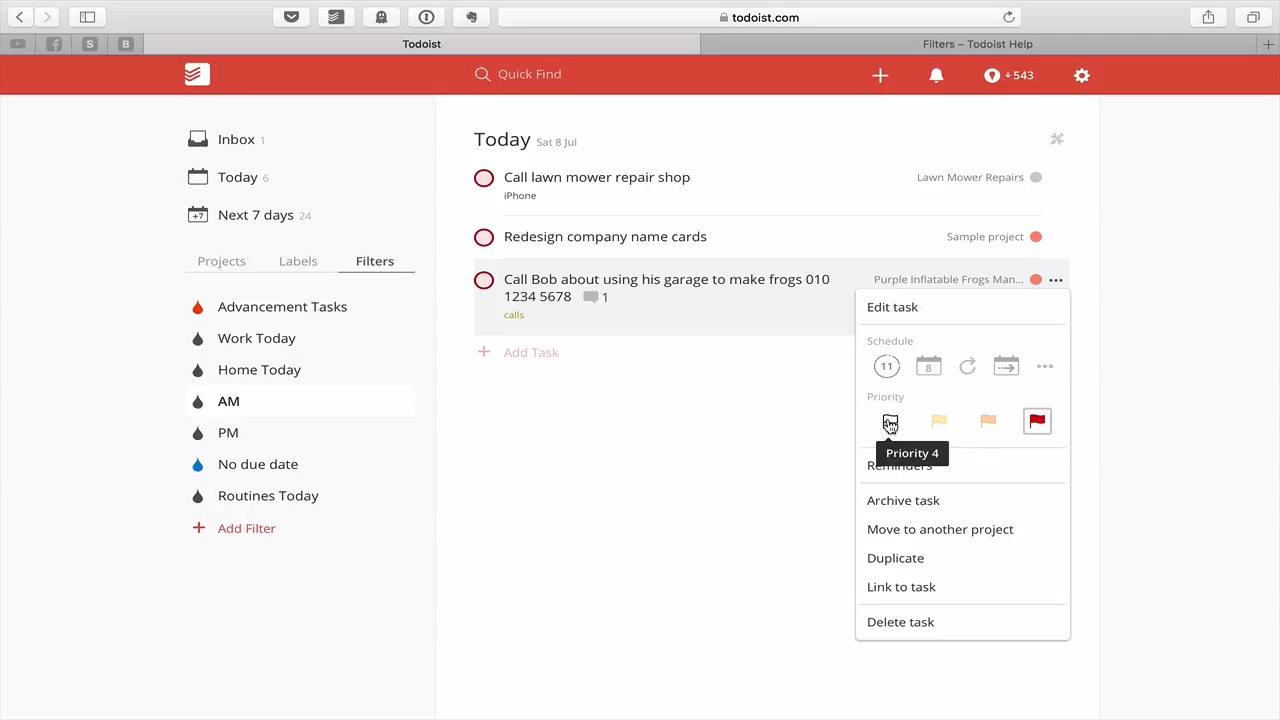 todoist.com
S
B
Todoist
Filters – Todoist Help
Quick Find
543
Inbox 1
Today 6
+7 Next 7 days 24
Projects Labels Filters
Advancement Tasks
Work Today
Home Today
AM
PM
No due date
Routines Today
+ Add Filter
Today Sat 8 Jul
Call lawn mower repair shop
Lawn Mower Repairs
iPhone
Redesign company name cards
Sample project
Call Bob about using his garage to make frogs 010
Purple Inflatable Frogs Man...
1234 5678 1
calls
+ Add Task
Edit task
Schedule
11 8
Priority
Priority 4
Reminders
Archive task
Move to another project
Duplicate
Link to task
Delete task